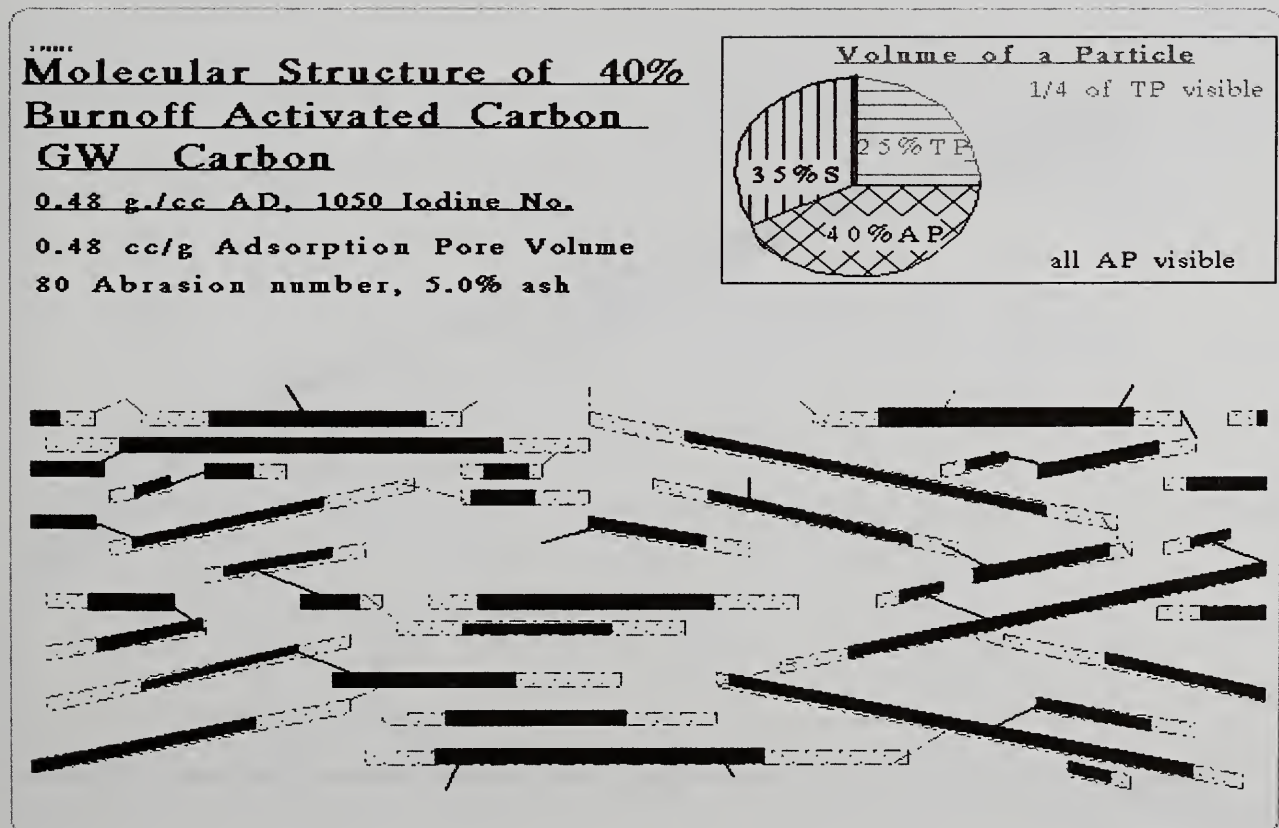 Molecular Structure of 40%
Burnoff Activated Carbon
GW Carbon
0.48 g./cc AD, 1050 Iodine No.
0.48 cc/g Adsorption Pore Volume
80 Abrasion number, 5.0% ash
Volume of a Particle
1/4 of TP visible
25%TP
35%S
40%AP
all AP visible